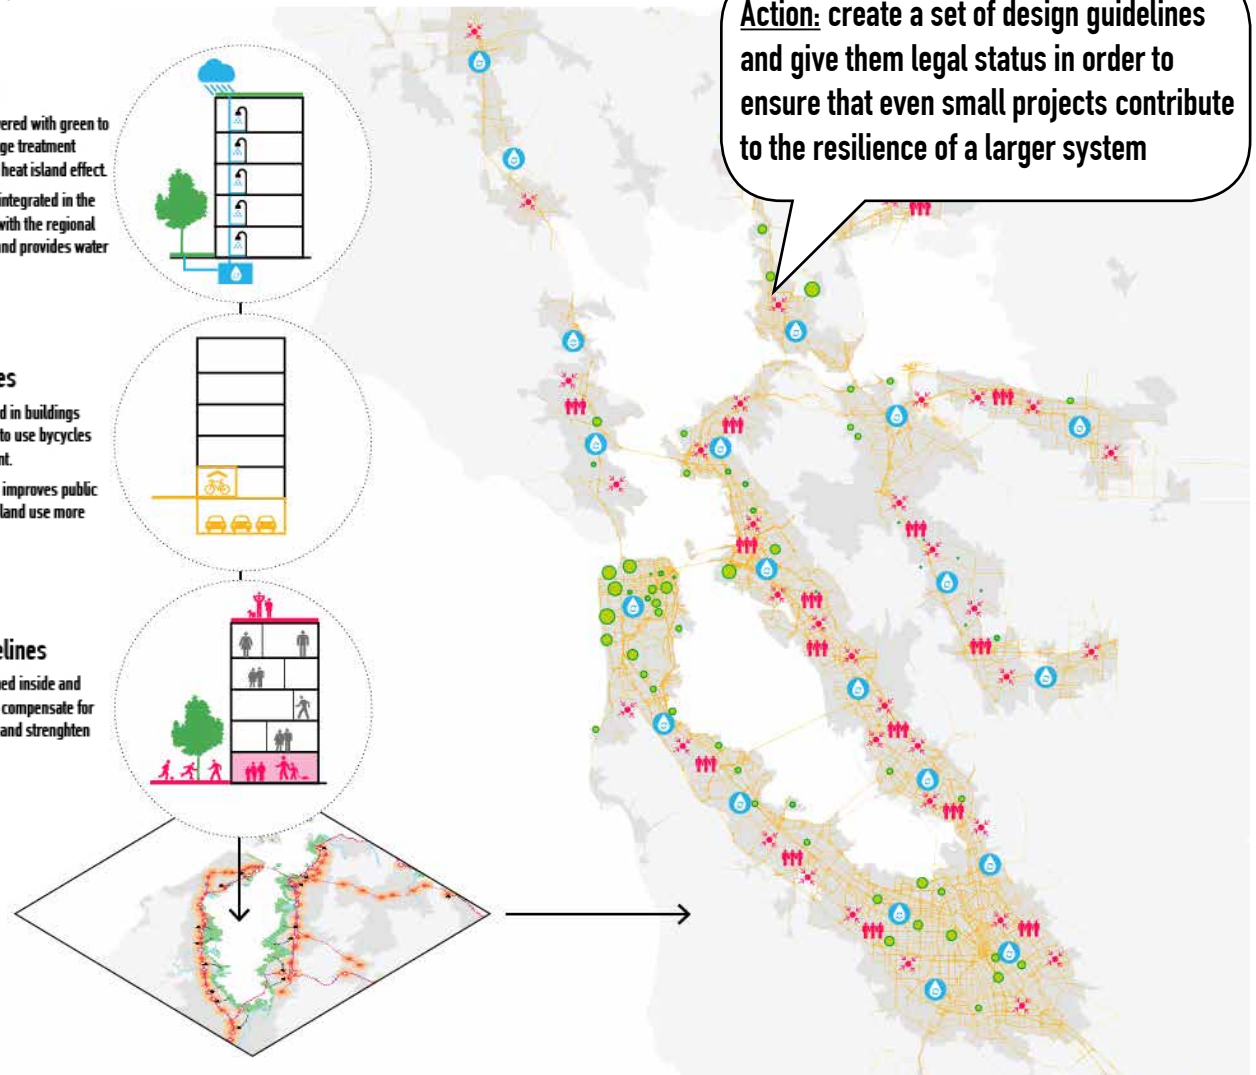 Action: create a set of design guidelines
and give them legal status in order to
ensure that even small projects contribute
to the resilience of a larger system
ered with green to
ge treatment
heat island effect.
integrated in the
with the regional
nd provides water
es
d in buildings
to use bycycles
nt.
improves public
land use more
elines
ed inside and
compensate for
and strenghten